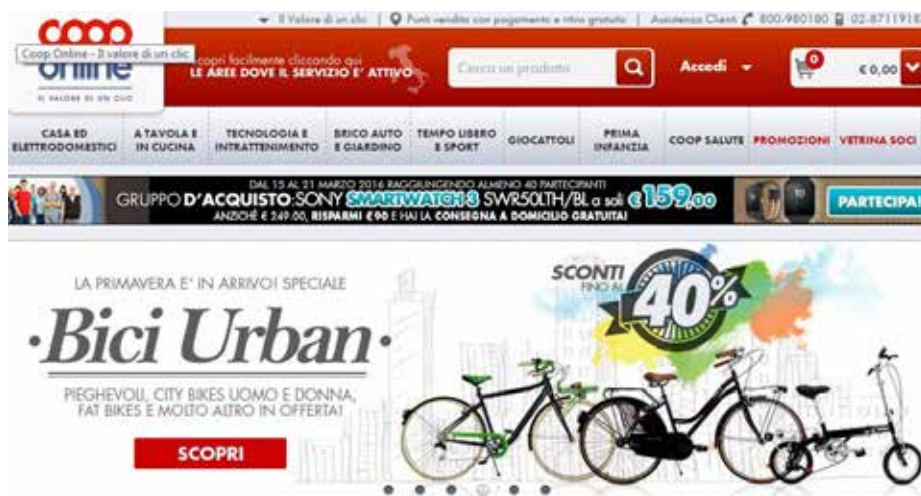 Il Valore di un clic | Punti vendita con pagamento e ritiro gratuito | Assistenza Clienti 800-980180 02-8711918
coop
Coop Online - Il valore di un clic
online
IL VALORE DI UN CLIC
Scopri facilmente cliccando qui
LE AREE DOVE IL SERVIZIO E' ATTIVO
Cerca un prodotto
Accedi
0
€ 0,00
CASA ED ELETTRODOMESTICI
A TAVOLA E IN CUCINA
TECNOLOGIA E INTRATTENIMENTO
BRICO AUTO E GIARDINO
TEMPO LIBERO E SPORT
GIOCATTOLI
PRIMA INFANZIA
COOP SALUTE
PROMOZIONI
VETRINA SOCI
DAL 15 AL 21 MARZO 2016 RAGGIUNGENDO ALMENO 40 PARTECIPANTI
GRUPPO D'ACQUISTO: SONY SMARTWATCH 3 SWR50LTH/BL a soli € 159,00
ANZICHÉ € 249.00, RISPARMI € 90 E HAI LA CONSEGNA A DOMICILIO GRATUITA!
PARTECIPA!
LA PRIMAVERA E' IN ARRIVO! SPECIALE
•Bici Urban•
PIEGHEVOLI, CITY BIKES UOMO E DONNA,
FAT BIKES E MOLTO ALTRO IN OFFERTA!
SCOPRI
SCONTI
FINO AL
40%